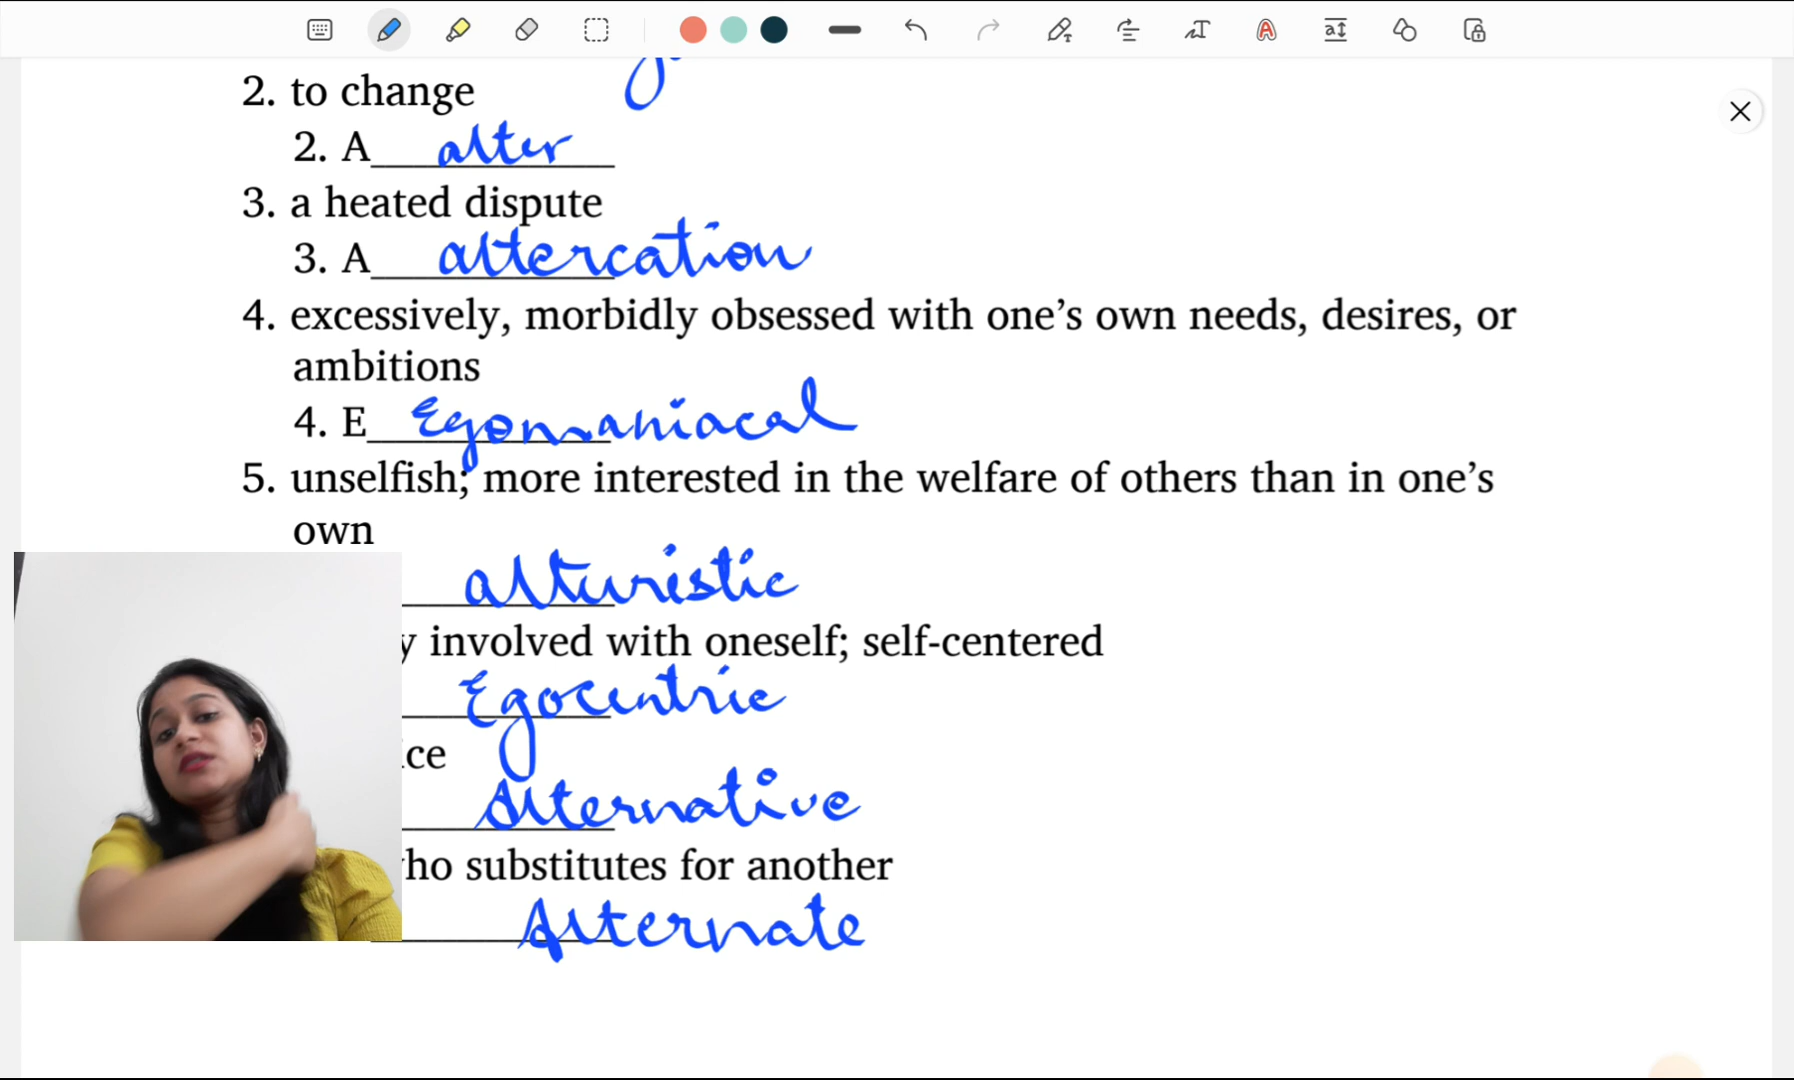 2. to change
2. A alter
3. a heated dispute
3. A altercation
4. excessively, morbidly obsessed with one’s own needs, desires, or
ambitions
4. E Egomaniacal
5. unselfish; more interested in the welfare of others than in one’s
own
alturistic
y involved with oneself; self-centered
Egocentric
ice
Alternative
ho substitutes for another
Alternate